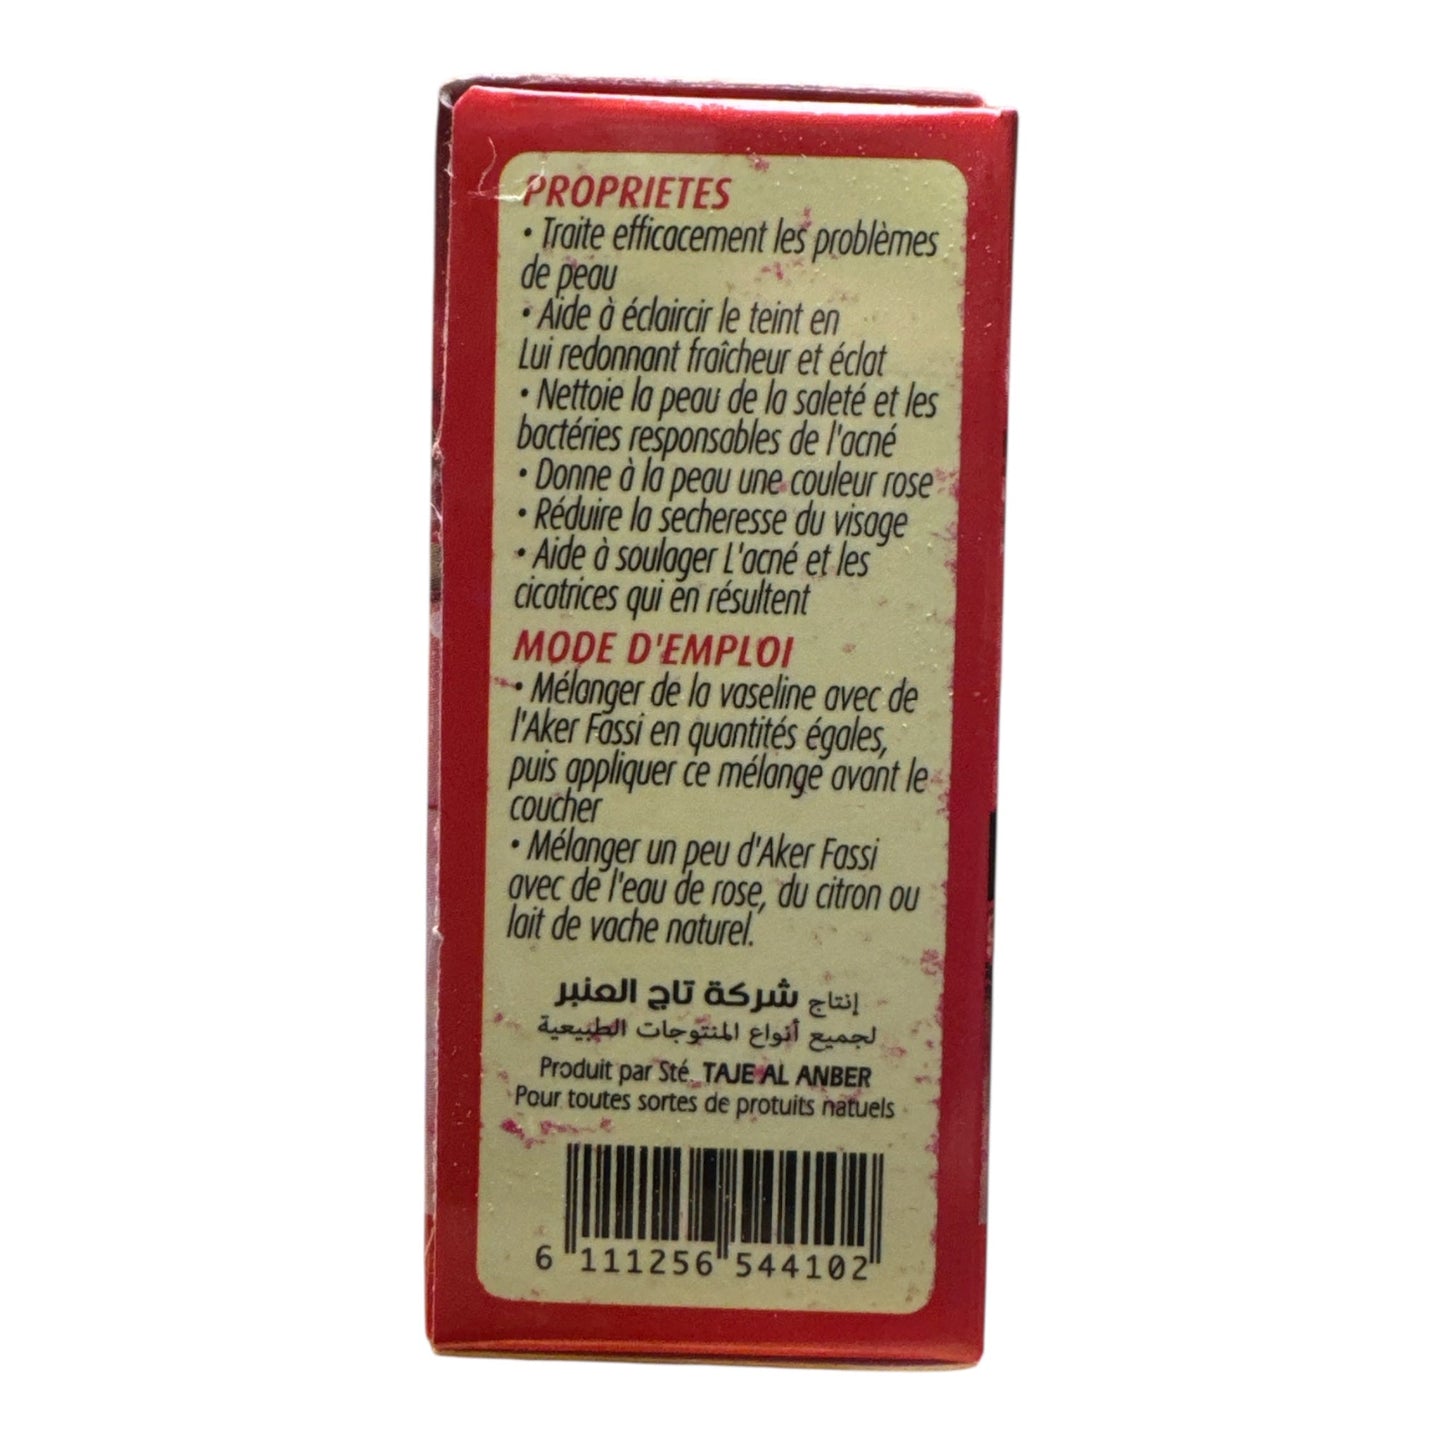 PROPRIETES
• Traite efficacement les problèmes
de peau
• Aide à éclaircir le teint en
Lui redonnant fraîcheur et éclat
• Nettoie la peau de la saleté et les
bactéries responsables de l'acné
• Donne à la peau une couleur rose
• Réduire la secheresse du visage
• Aide à soulager L'acné et les
cicatrices qui en résultent
MODE D'EMPLOI
• Mélanger de la vaseline avec de
l'Aker Fassi en quantités égales,
puis appliquer ce mélange avant le
coucher
• Mélanger un peu d'Aker Fassi
avec de l'eau de rose, du citron ou
lait de vache naturel.
إنتاج شركة تاج العنبر
لجميع أنواع المنتوجات الطبيعية
Produit par Sté. TAJE AL ANBER
Pour toutes sortes de protuits natuels
6 111256 544102